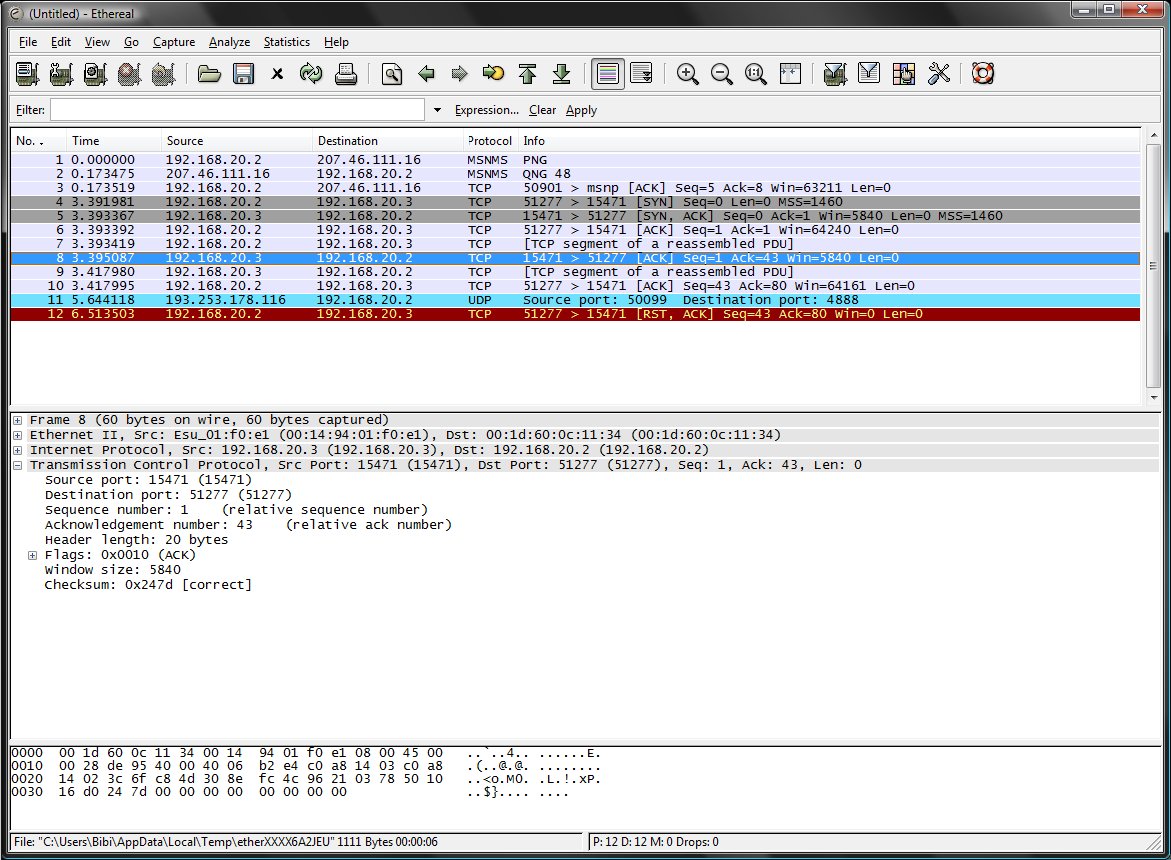 (Untitled) - Ethereal
File Edit View Go Capture Analyze Statistics Help
Filter: Expression... Clear Apply
No. . Time Source Destination Protocol Info
1 0.000000 192.168.20.2 207.46.111.16 MSNMS PNG
2 0.173475 207.46.111.16 192.168.20.2 MSNMS QNG 48
3 0.173519 192.168.20.2 207.46.111.16 TCP 50901 > msnp [ACK] Seq=5 Ack=8 Win=63211 Len=0
4 3.391981 192.168.20.2 192.168.20.3 TCP 51277 > 15471 [SYN] Seq=0 Len=0 MSS=1460
5 3.393367 192.168.20.3 192.168.20.2 TCP 15471 > 51277 [SYN, ACK] Seq=0 Ack=1 Win=5840 Len=0 MSS=1460
6 3.393392 192.168.20.2 192.168.20.3 TCP 51277 > 15471 [ACK] Seq=1 Ack=1 Win=64240 Len=0
7 3.393419 192.168.20.2 192.168.20.3 TCP [TCP segment of a reassembled PDU]
8 3.395087 192.168.20.3 192.168.20.2 TCP 15471 > 51277 [ACK] Seq=1 Ack=43 Win=5840 Len=0
9 3.417980 192.168.20.3 192.168.20.2 TCP [TCP segment of a reassembled PDU]
10 3.417995 192.168.20.2 192.168.20.3 TCP 51277 > 15471 [ACK] Seq=43 Ack=80 Win=64161 Len=0
11 5.644118 193.253.178.116 192.168.20.2 UDP Source port: 50099 Destination port: 4888
12 6.513503 192.168.20.2 192.168.20.3 TCP 51277 > 15471 [RST, ACK] Seq=43 Ack=80 Win=0 Len=0
Frame 8 (60 bytes on wire, 60 bytes captured)
Ethernet II, Src: Esu_01:f0:e1 (00:14:94:01:f0:e1), Dst: 00:1d:60:0c:11:34 (00:1d:60:0c:11:34)
Internet Protocol, Src: 192.168.20.3 (192.168.20.3), Dst: 192.168.20.2 (192.168.20.2)
Transmission Control Protocol, Src Port: 15471 (15471), Dst Port: 51277 (51277), Seq: 1, Ack: 43, Len: 0
Source port: 15471 (15471)
Destination port: 51277 (51277)
Sequence number: 1 (relative sequence number)
Acknowledgement number: 43 (relative ack number)
Header length: 20 bytes
Flags: 0x0010 (ACK)
Window size: 5840
Checksum: 0x247d [correct]
0000 00 1d 60 0c 11 34 00 14 94 01 f0 e1 08 00 45 00 ..`..4.. ......E.
0010 00 28 de 95 40 00 40 06 b2 e4 c0 a8 14 03 c0 a8 .(..@.@. ........
0020 14 02 3c 6f c8 4d 30 8e fc 4c 96 21 03 78 50 10 ..<o.M0. .L.!.xP.
0030 16 d0 24 7d 00 00 00 00 00 00 00 00 ..$}.... ....
File: "C:\Users\Bibi\AppData\Local\Temp\etherXXXX6A2JEU" 1111 Bytes 00:00:06 P: 12 D: 12 M: 0 Drops: 0